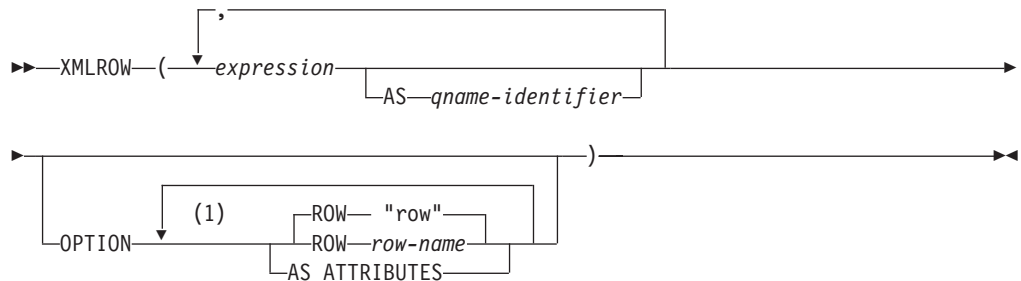 ,
XMLROW ( expression
AS qname-identifier
)
(1) ROW "row"
OPTION ROW row-name
AS ATTRIBUTES